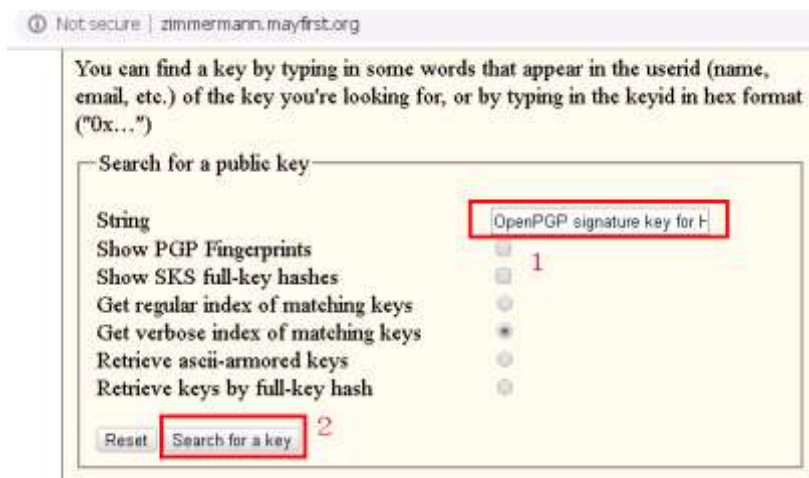 Not secure | zimmermann.mayfirst.org
You can find a key by typing in some words that appear in the userid (name,
email, etc.) of the key you're looking for, or by typing in the keyid in hex format
("0x...")
Search for a public key
String OpenPGP signature key for H
Show PGP Fingerprints 1
Show SKS full-key hashes
Get regular index of matching keys
Get verbose index of matching keys
Retrieve ascii-armored keys
Retrieve keys by full-key hash
Reset Search for a key 2